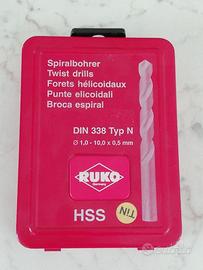 Spiralbohrer
Twist drills
Forets hélicoïdaux
Punte elicoidali
Broca espiral
DIN 338 Typ N
Ø 1,0 - 10,0 x 0,5 mm
RUKO
Germany
HSS
TiN